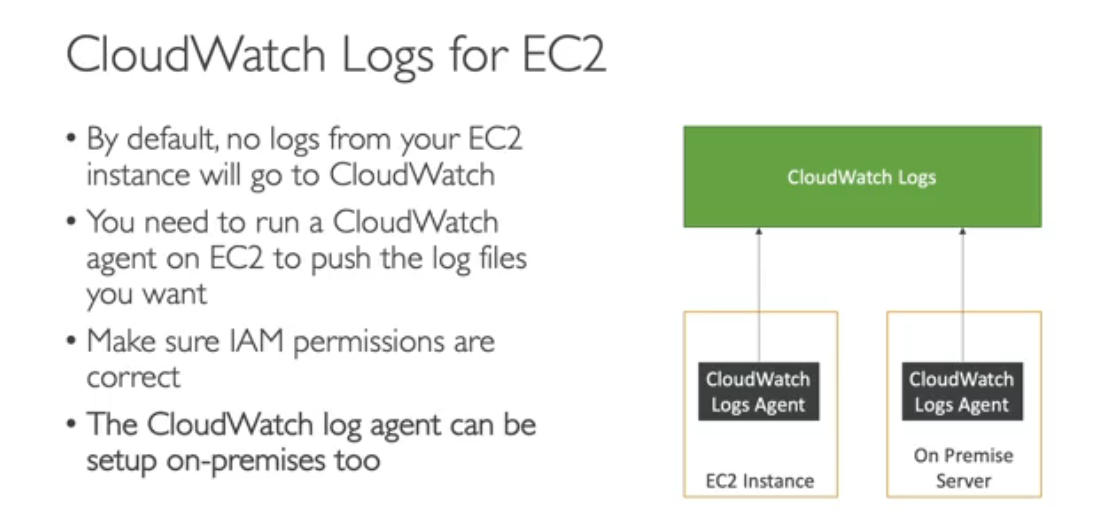 CloudWatch Logs for EC2
• By default, no logs from your EC2
instance will go to CloudWatch
• You need to run a CloudWatch
agent on EC2 to push the log files
you want
• Make sure IAM permissions are
correct
• The CloudWatch log agent can be
setup on-premises too
CloudWatch Logs
CloudWatch
Logs Agent
EC2 Instance
CloudWatch
Logs Agent
On Premise
Server